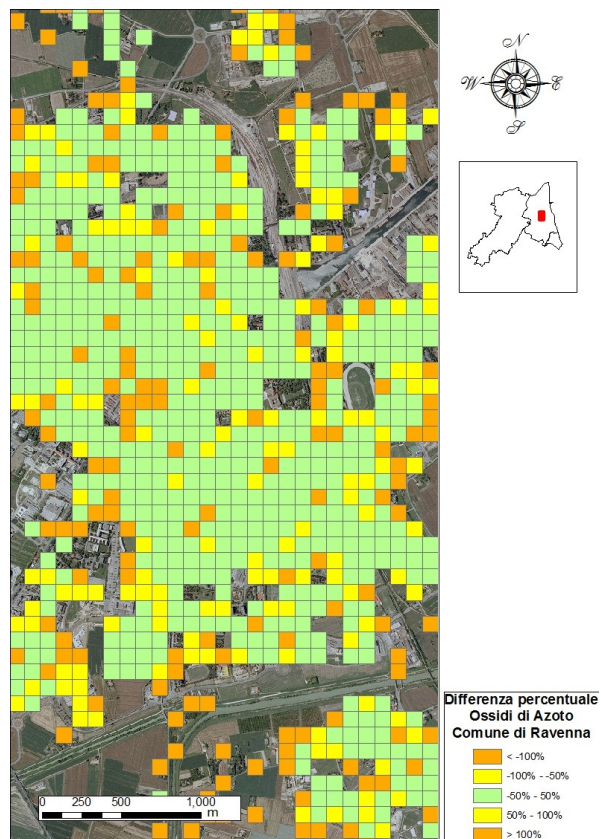 N
W
E
S
Differenza percentuale
Ossidi di Azoto
Comune di Ravenna
< -100%
-100% - -50%
-50% - 50%
50% - 100%
> 100%
0 250 500 1,000
m